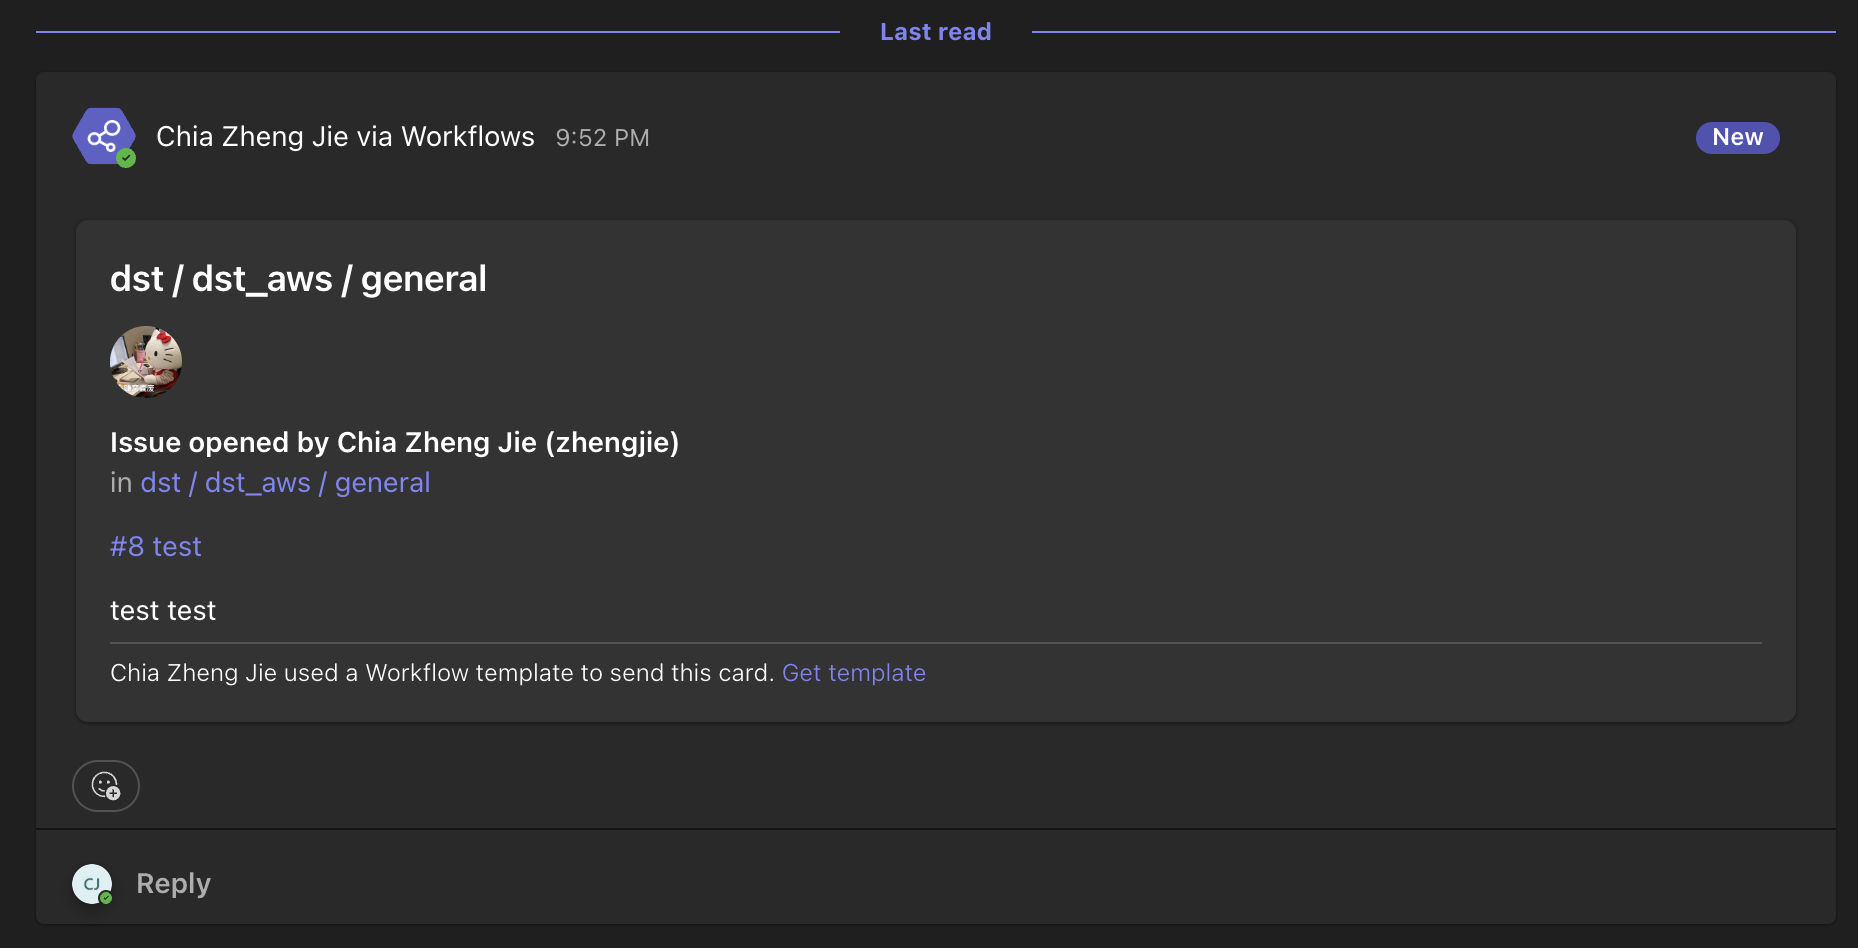 Last read
Chia Zheng Jie via Workflows 9:52 PM
New
dst / dst_aws / general
Issue opened by Chia Zheng Jie (zhengjie)
in dst / dst_aws / general
#8 test
test test
Chia Zheng Jie used a Workflow template to send this card. Get template
CJ
Reply